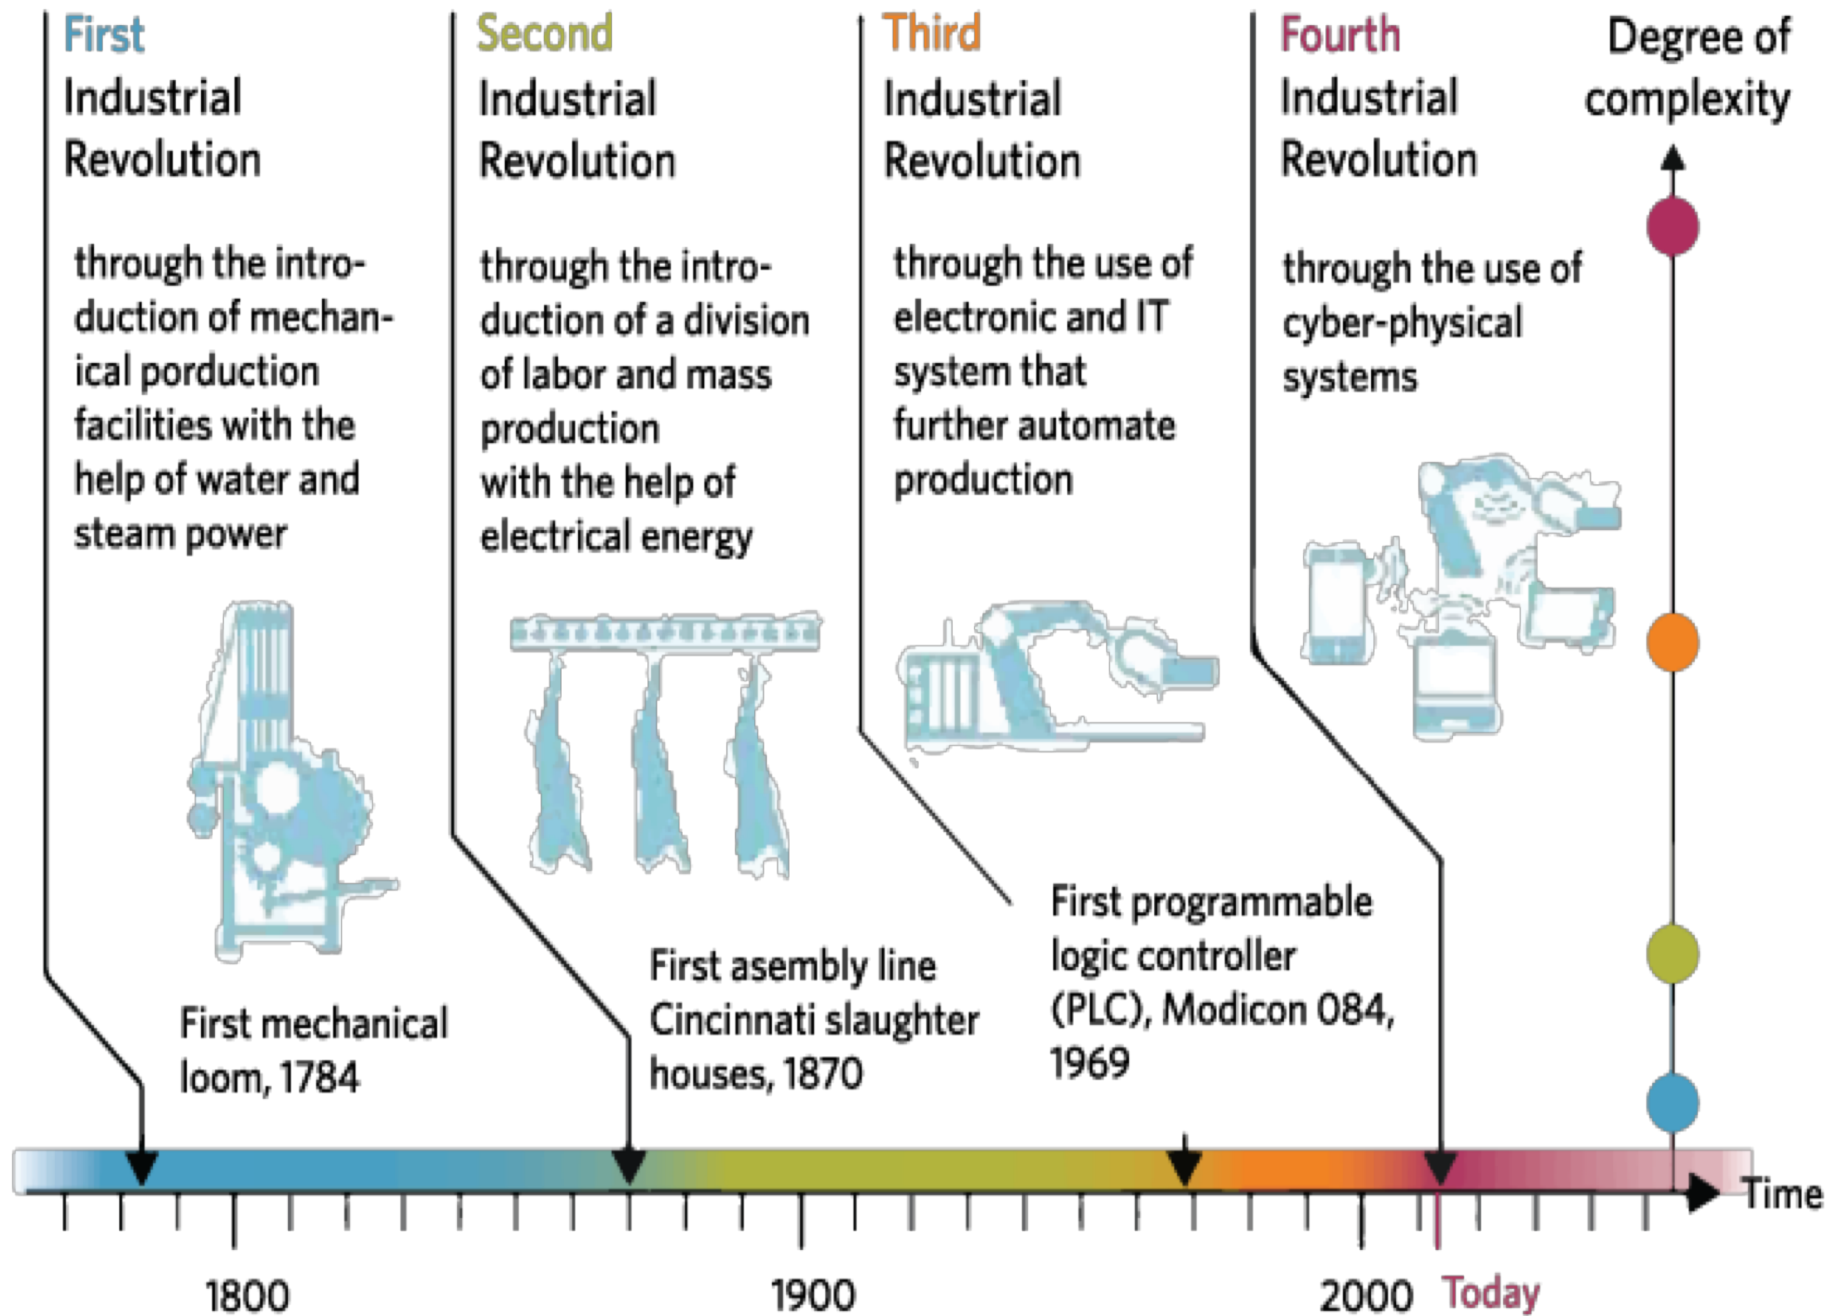 First
Industrial
Revolution
through the intro-
duction of mechan-
ical porduction
facilities with the
help of water and
steam power
First mechanical
loom, 1784
Second
Industrial
Revolution
through the intro-
duction of a division
of labor and mass
production
with the help of
electrical energy
First asembly line
Cincinnati slaughter
houses, 1870
Third
Industrial
Revolution
through the use of
electronic and IT
system that
further automate
production
First programmable
logic controller
(PLC), Modicon 084,
1969
Fourth
Industrial
Revolution
through the use of
cyber-physical
systems
Degree of
complexity
Time
1800
1900
2000
Today